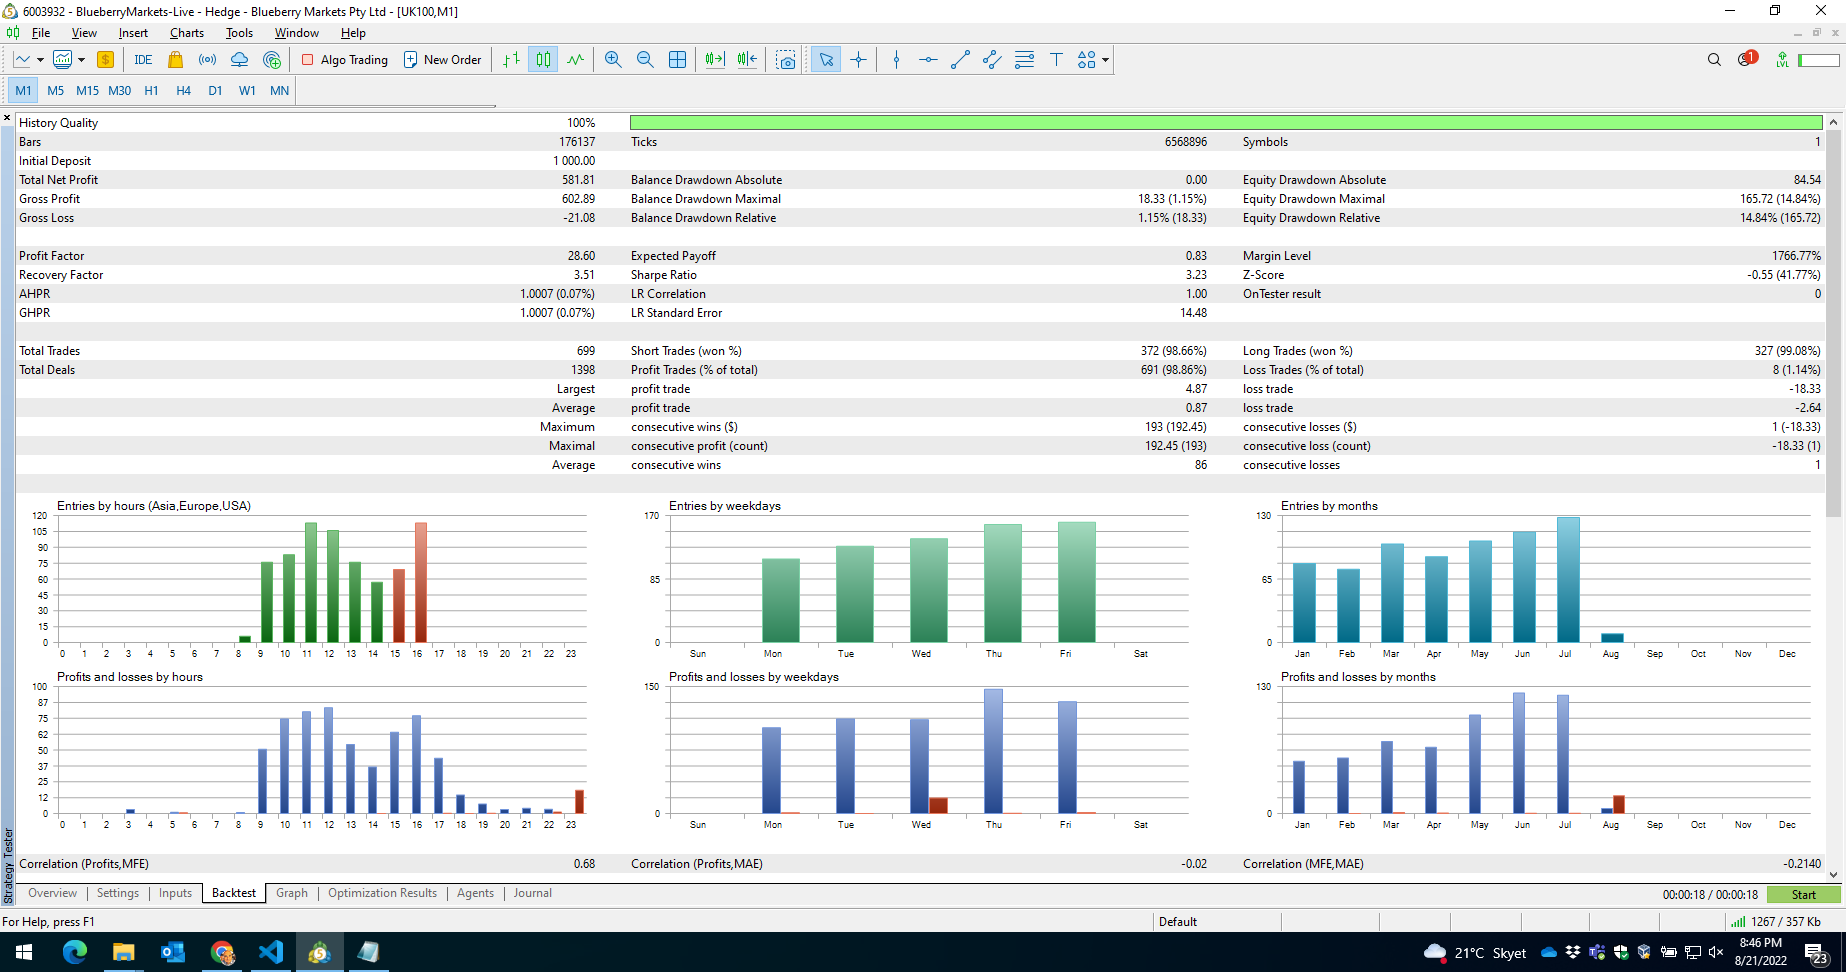 6003932 - BlueberryMarkets-Live - Hedge - Blueberry Markets Pty Ltd - [UK100,M1]
File View Insert Charts Tools Window Help
IDE Algo Trading New Order 1 LVL
M1 M5 M15 M30 H1 H4 D1 W1 MN
History Quality 100%
Bars 176137 Ticks 6568896 Symbols 1
Initial Deposit 1 000.00
Total Net Profit 581.81 Balance Drawdown Absolute 0.00 Equity Drawdown Absolute 84.54
Gross Profit 602.89 Balance Drawdown Maximal 18.33 (1.15%) Equity Drawdown Maximal 165.72 (14.84%)
Gross Loss -21.08 Balance Drawdown Relative 1.15% (18.33) Equity Drawdown Relative 14.84% (165.72)
Profit Factor 28.60 Expected Payoff 0.83 Margin Level 1766.77%
Recovery Factor 3.51 Sharpe Ratio 3.23 Z-Score -0.55 (41.77%)
AHPR 1.0007 (0.07%) LR Correlation 1.00 OnTester result 0
GHPR 1.0007 (0.07%) LR Standard Error 14.48
Total Trades 699 Short Trades (won %) 372 (98.66%) Long Trades (won %) 327 (99.08%)
Total Deals 1398 Profit Trades (% of total) 691 (98.86%) Loss Trades (% of total) 8 (1.14%)
Largest profit trade 4.87 loss trade -18.33
Average profit trade 0.87 loss trade -2.64
Maximum consecutive wins ($) 193 (192.45) consecutive losses ($) 1 (-18.33)
Maximal consecutive profit (count) 192.45 (193) consecutive loss (count) -18.33 (1)
Average consecutive wins 86 consecutive losses 1
Entries by hours (Asia,Europe,USA)
120
105
90
75
60
45
30
15
0
0 1 2 3 4 5 6 7 8 9 10 11 12 13 14 15 16 17 18 19 20 21 22 23
Entries by weekdays
170
85
0
Sun Mon Tue Wed Thu Fri Sat
Entries by months
130
65
0
Jan Feb Mar Apr May Jun Jul Aug Sep Oct Nov Dec
Profits and losses by hours
100
87
75
62
50
37
25
12
0
0 1 2 3 4 5 6 7 8 9 10 11 12 13 14 15 16 17 18 19 20 21 22 23
Profits and losses by weekdays
150
0
Sun Mon Tue Wed Thu Fri Sat
Profits and losses by months
130
0
Jan Feb Mar Apr May Jun Jul Aug Sep Oct Nov Dec
Correlation (Profits,MFE) 0.68 Correlation (Profits,MAE) -0.02 Correlation (MFE,MAE) -0.2140
Strategy Tester
Overview Settings Inputs Backtest Graph Optimization Results Agents Journal 00:00:18 / 00:00:18 Start
For Help, press F1 Default 1267 / 357 Kb
21°C Skyet 8:46 PM
8/21/2022 23